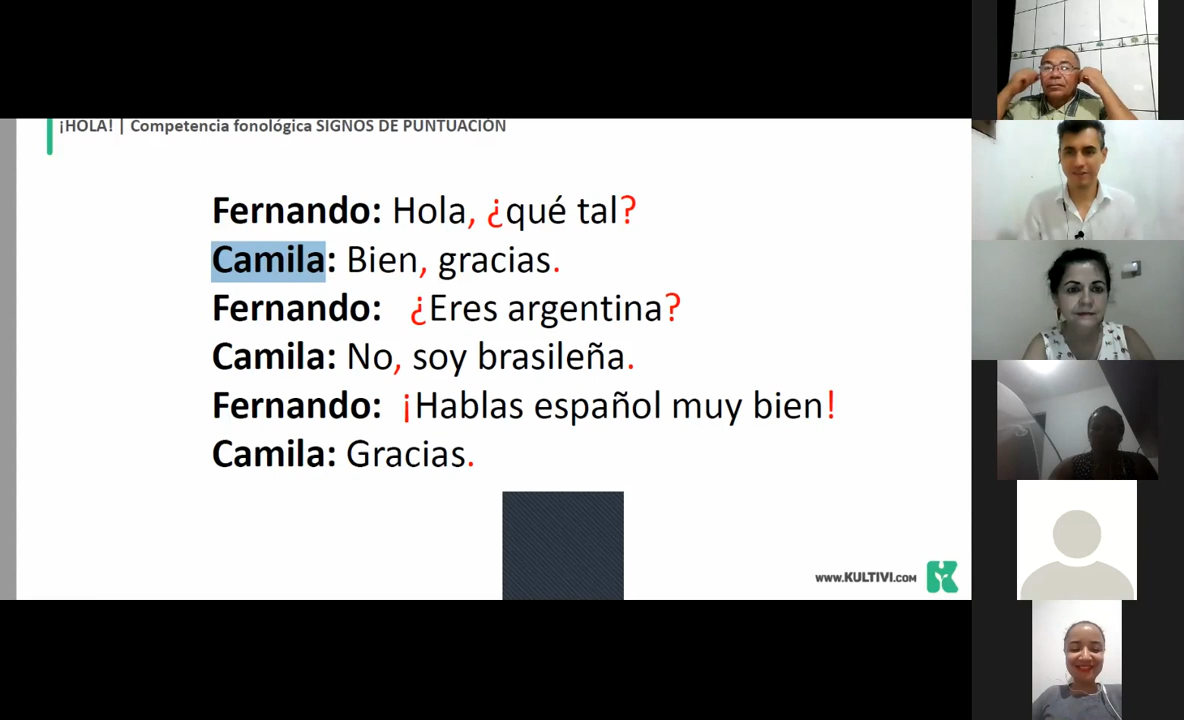 ¡HOLA! | Competencia fonológica SIGNOS DE PUNTUACIÓN
Fernando: Hola, ¿qué tal?
Camila: Bien, gracias.
Fernando: ¿Eres argentina?
Camila: No, soy brasileña.
Fernando: ¡Hablas español muy bien!
Camila: Gracias.
www.KULTIVI.COM